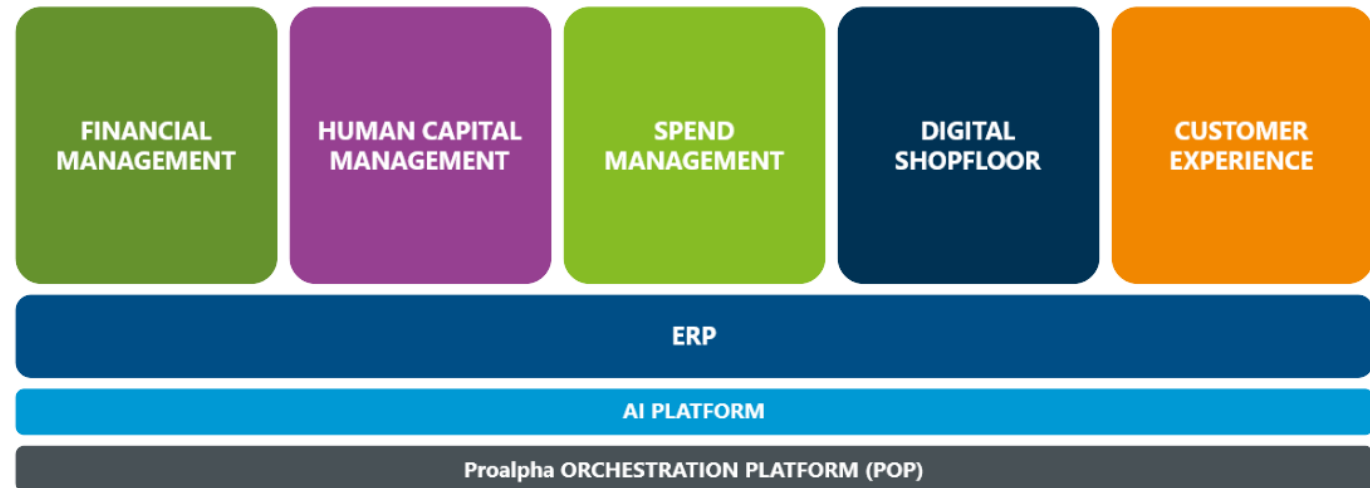 FINANCIAL
MANAGEMENT
HUMAN CAPITAL
MANAGEMENT
SPEND
MANAGEMENT
DIGITAL
SHOPFLOOR
CUSTOMER
EXPERIENCE
ERP
AI PLATFORM
Proalpha ORCHESTRATION PLATFORM (POP)